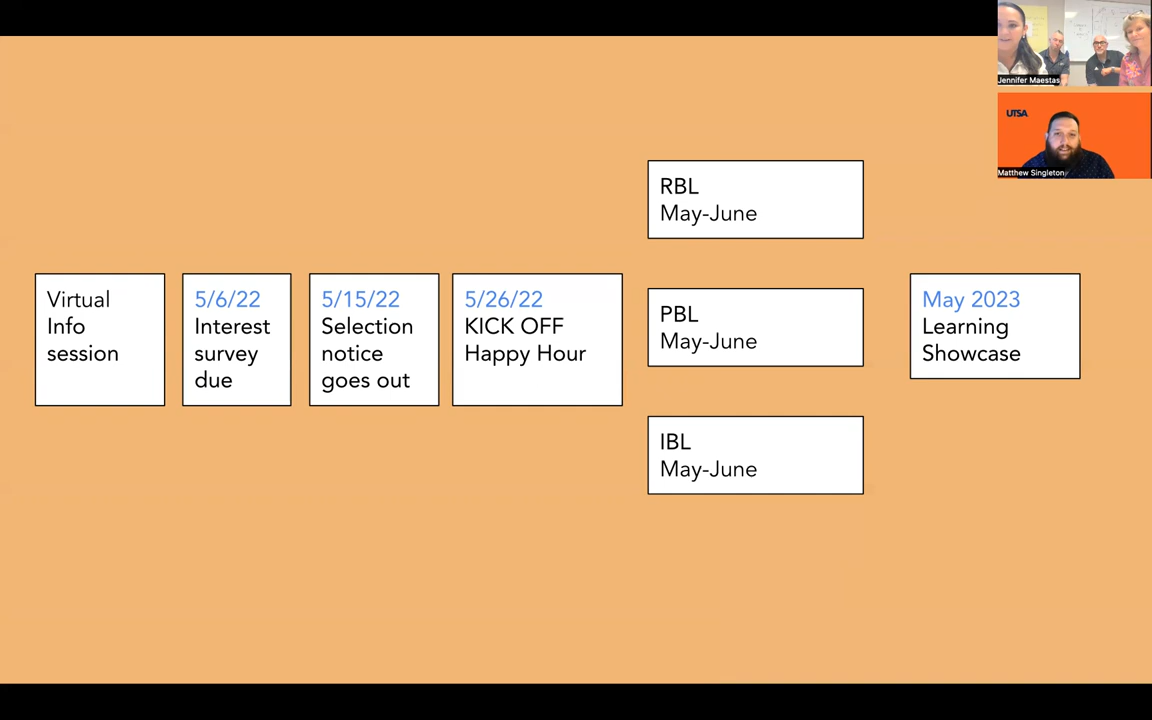 Virtual
Info
session
5/6/22
Interest
survey
due
5/15/22
Selection
notice
goes out
5/26/22
KICK OFF
Happy Hour
RBL
May-June
PBL
May-June
IBL
May-June
May 2023
Learning
Showcase
Jennifer Maestas
UTSA
Matthew Singleton